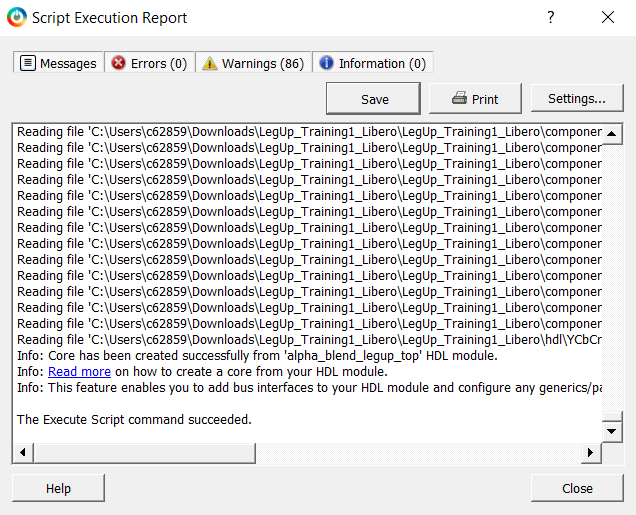 Script Execution Report
Messages
Errors (0)
Warnings (86)
Information (0)
Save
Print
Settings...
Reading file 'C:\Users\c62859\Downloads\LegUp_Training1_Libero\LegUp_Training1_Libero\componen
Reading file 'C:\Users\c62859\Downloads\LegUp_Training1_Libero\LegUp_Training1_Libero\componen
Reading file 'C:\Users\c62859\Downloads\LegUp_Training1_Libero\LegUp_Training1_Libero\componen
Reading file 'C:\Users\c62859\Downloads\LegUp_Training1_Libero\LegUp_Training1_Libero\componen
Reading file 'C:\Users\c62859\Downloads\LegUp_Training1_Libero\LegUp_Training1_Libero\componen
Reading file 'C:\Users\c62859\Downloads\LegUp_Training1_Libero\LegUp_Training1_Libero\componen
Reading file 'C:\Users\c62859\Downloads\LegUp_Training1_Libero\LegUp_Training1_Libero\componen
Reading file 'C:\Users\c62859\Downloads\LegUp_Training1_Libero\LegUp_Training1_Libero\componen
Reading file 'C:\Users\c62859\Downloads\LegUp_Training1_Libero\LegUp_Training1_Libero\componen
Reading file 'C:\Users\c62859\Downloads\LegUp_Training1_Libero\LegUp_Training1_Libero\componen
Reading file 'C:\Users\c62859\Downloads\LegUp_Training1_Libero\LegUp_Training1_Libero\componen
Reading file 'C:\Users\c62859\Downloads\LegUp_Training1_Libero\LegUp_Training1_Libero\componen
Reading file 'C:\Users\c62859\Downloads\LegUp_Training1_Libero\LegUp_Training1_Libero\componen
Reading file 'C:\Users\c62859\Downloads\LegUp_Training1_Libero\LegUp_Training1_Libero\hdl\YCbCr
Info: Core has been created successfully from 'alpha_blend_legup_top' HDL module.
Info: Read more on how to create a core from your HDL module.
Info: This feature enables you to add bus interfaces to your HDL module and configure any generics/pa
The Execute Script command succeeded.
Help
Close